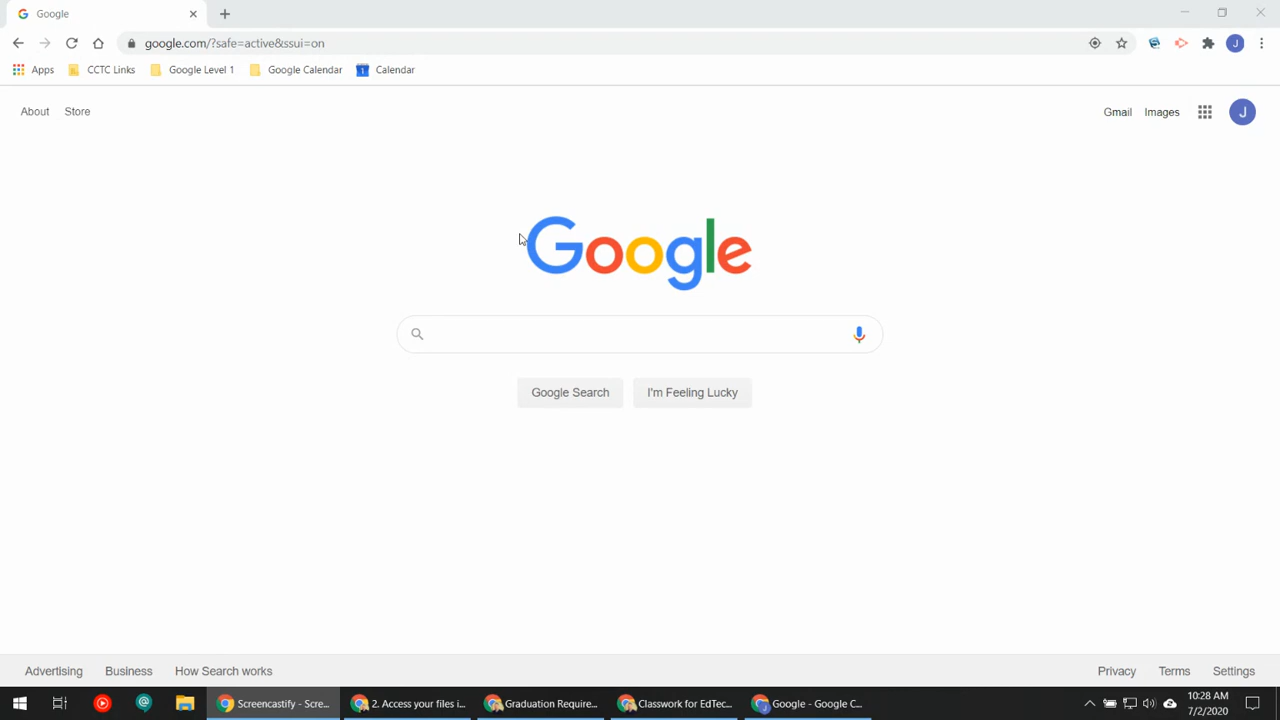 Google
google.com/?safe=active&ssui=on
J
Apps CCTC Links Google Level 1 Google Calendar 1 Calendar
About Store Gmail Images J
Google
Google Search I'm Feeling Lucky
Advertising Business How Search works Privacy Terms Settings
Screencastify - Scre... 2. Access your files i... Graduation Require... Classwork for EdTec... Google - Google C...
10:28 AM
7/2/2020